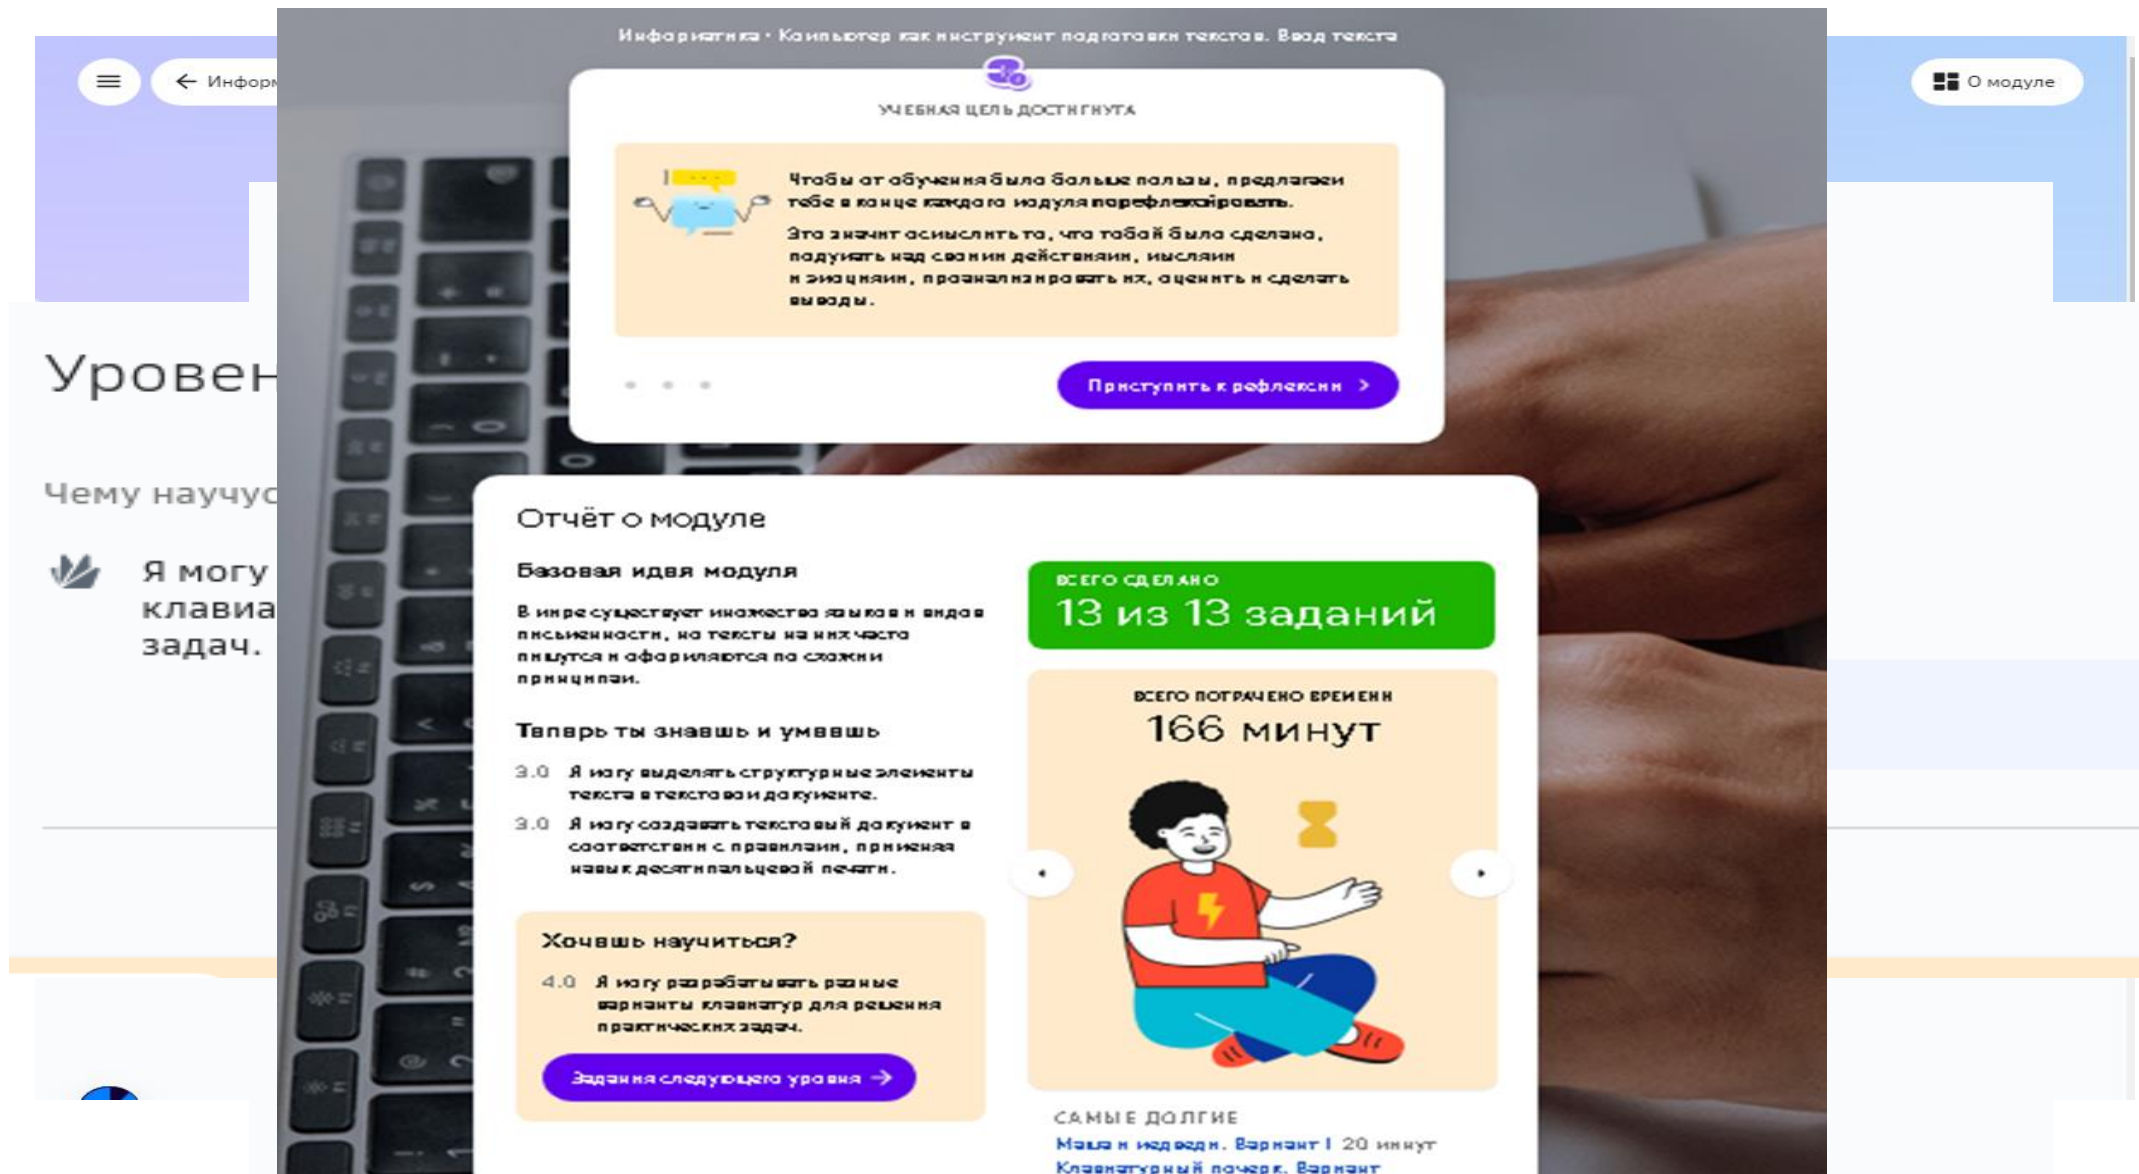 Информатика · Компьютер как инструмент подготовки текстов. Ввод текста
← Информ
О модуле
УЧЕБНАЯ ЦЕЛЬ ДОСТИГНУТА
Чтобы от обучения было больше пользы, предлагаем
тебе в конце каждого модуля порефлексировать.
Это значит осмыслить то, что тобой было сделано,
подумать над своими действиями, мыслями
и эмоциями, проанализировать их, оценить и сделать
выводы.
Приступить к рефлексии >
Уровен
Чему научус
Я могу
клавиа
задач.
Отчёт о модуле
Базовая идея модуля
В мире существует множество языков и видов
письменности, но тексты на них часто
пишутся и оформляются по схожим
принципам.
Теперь ты знаешь и умеешь
3.0 Я могу выделять структурные элементы
текста в текстовом документе.
3.0 Я могу создавать текстовый документ в
соответствии с правилами, применяя
навык десятипальцевой печати.
Хочешь научиться?
4.0 Я могу разрабатывать разные
варианты клавиатур для решения
практических задач.
Задания следующего уровня →
ВСЕГО СДЕЛАНО
13 из 13 заданий
ВСЕГО ПОТРАЧЕНО ВРЕМЕНИ
166 минут
САМЫЕ ДОЛГИЕ
Маша и медведи. Вариант I 20 минут
Клавиатурный почерк. Вариант